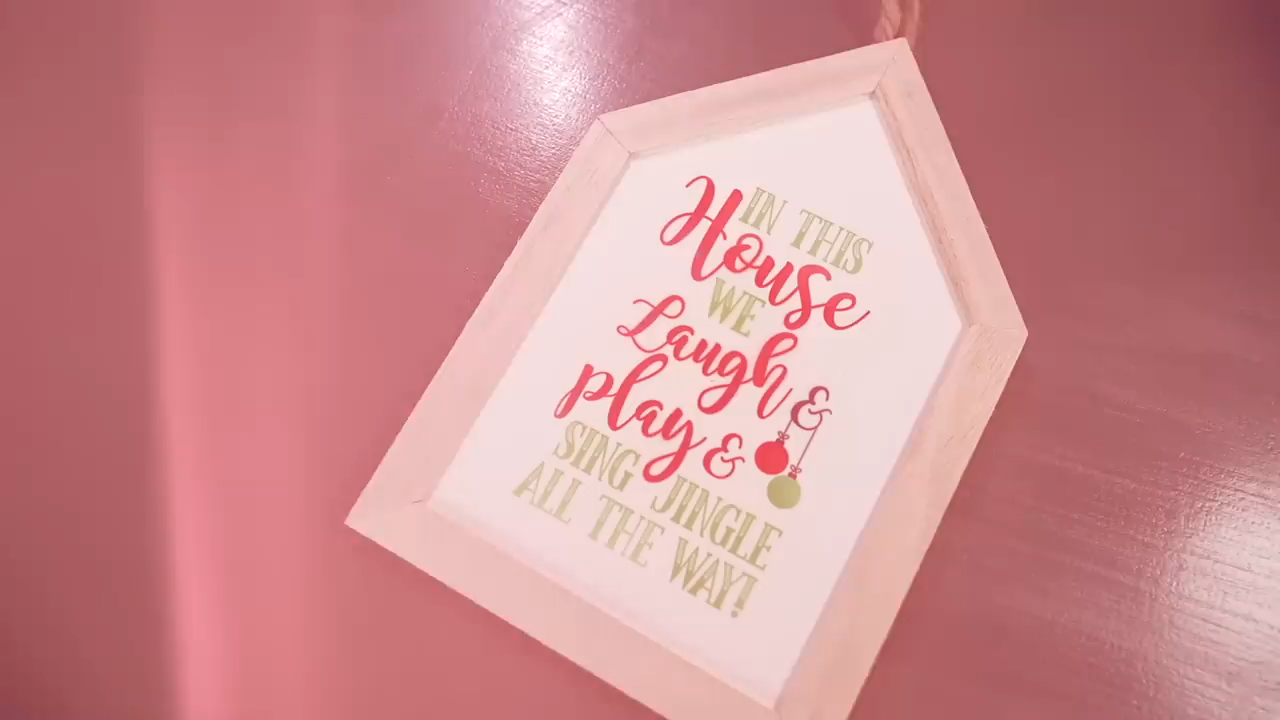 IN THIS
House
WE
Laugh &
play &
SING JINGLE
ALL THE WAY!